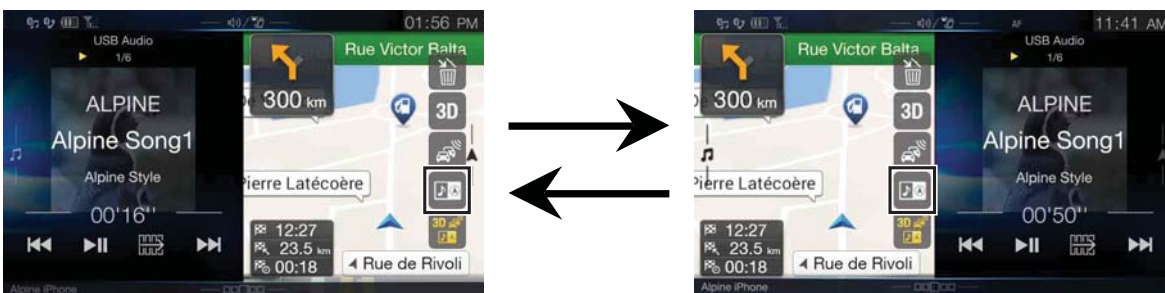 01:56 PM
USB Audio
1/6
ALPINE
Alpine Song1
Alpine Style
00'16''
Alpine iPhone
Rue Victor Balta
300 km
3D
Pierre Latécoère
12:27
23.5 km
00:18
3D
Rue de Rivoli
AF
11:41 AM
Rue Victor Balta
300 km
3D
Pierre Latécoère
12:27
23.5 km
00:18
3D
Rue de Rivoli
Alpine iPhone
USB Audio
1/6
ALPINE
Alpine Song1
Alpine Style
00'50''